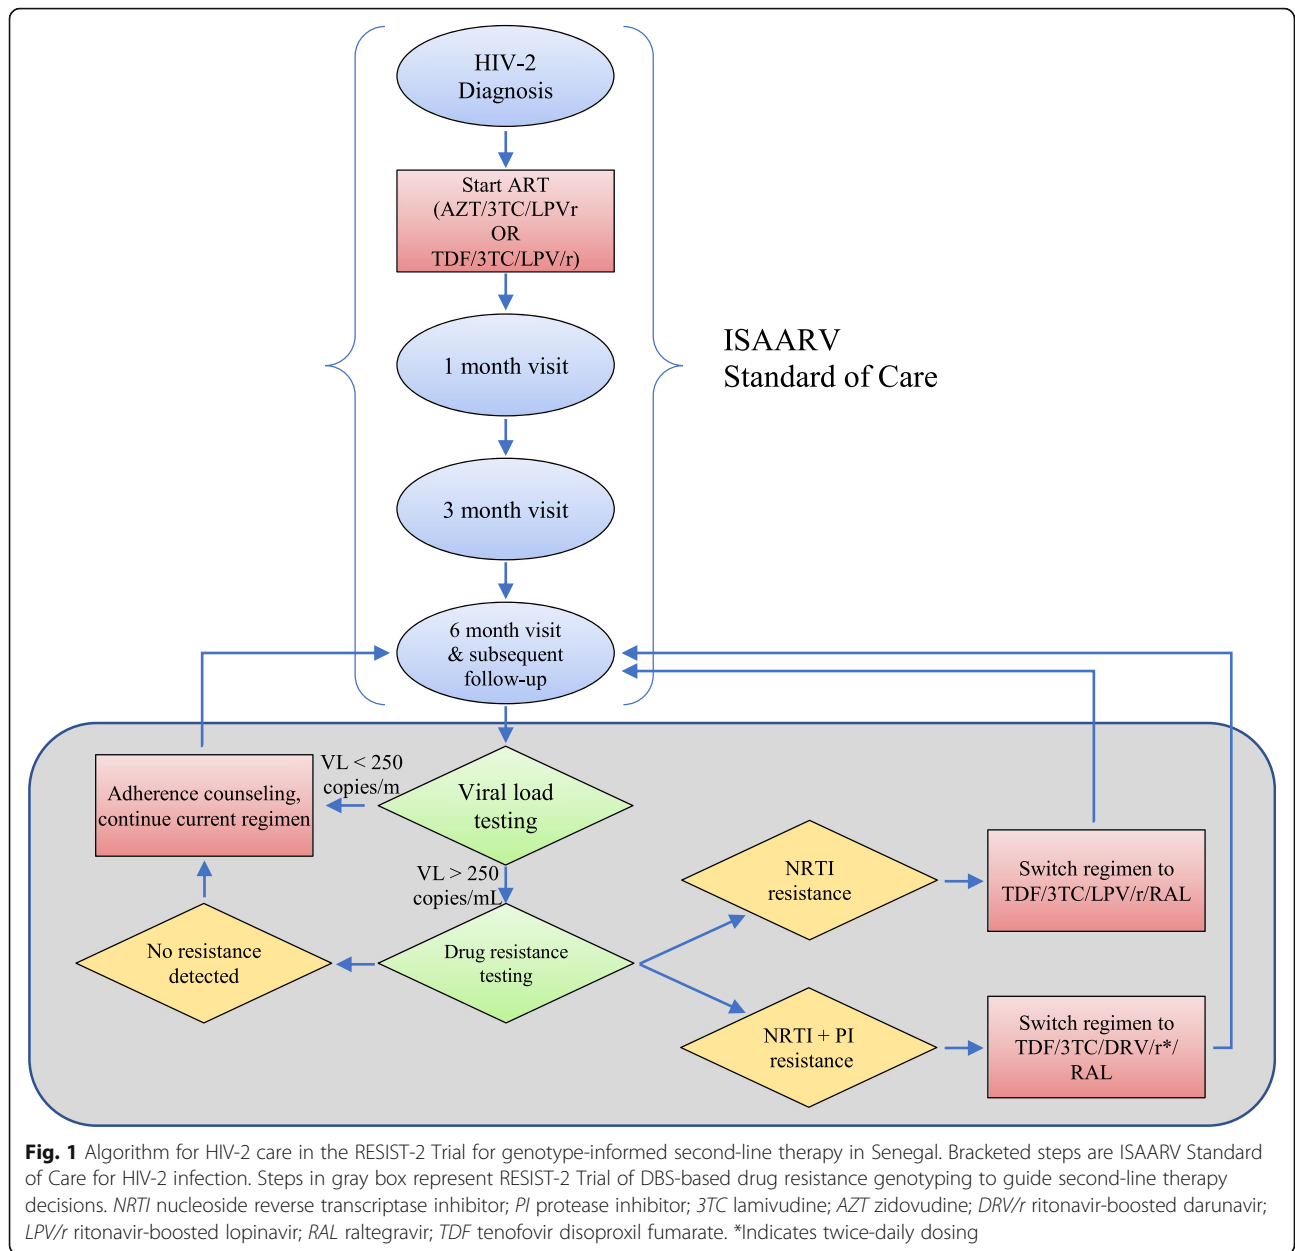 HIV-2
Diagnosis
Start ART
(AZT/3TC/LPVr
OR
TDF/3TC/LPV/r)
1 month visit
ISAARV
Standard of Care
3 month visit
6 month visit
& subsequent
follow-up
VL < 250
copies/m
Viral load
testing
Adherence counseling,
continue current regimen
VL > 250
copies/mL
NRTI
resistance
Switch regimen to
TDF/3TC/LPV/r/RAL
No resistance
detected
Drug resistance
testing
NRTI + PI
resistance
Switch regimen to
TDF/3TC/DRV/r*/
RAL
Fig. 1 Algorithm for HIV-2 care in the RESIST-2 Trial for genotype-informed second-line therapy in Senegal. Bracketed steps are ISAARV Standard
of Care for HIV-2 infection. Steps in gray box represent RESIST-2 Trial of DBS-based drug resistance genotyping to guide second-line therapy
decisions. NRTI nucleoside reverse transcriptase inhibitor; PI protease inhibitor; 3TC lamivudine; AZT zidovudine; DRV/r ritonavir-boosted darunavir;
LPV/r ritonavir-boosted lopinavir; RAL raltegravir; TDF tenofovir disoproxil fumarate. *Indicates twice-daily dosing